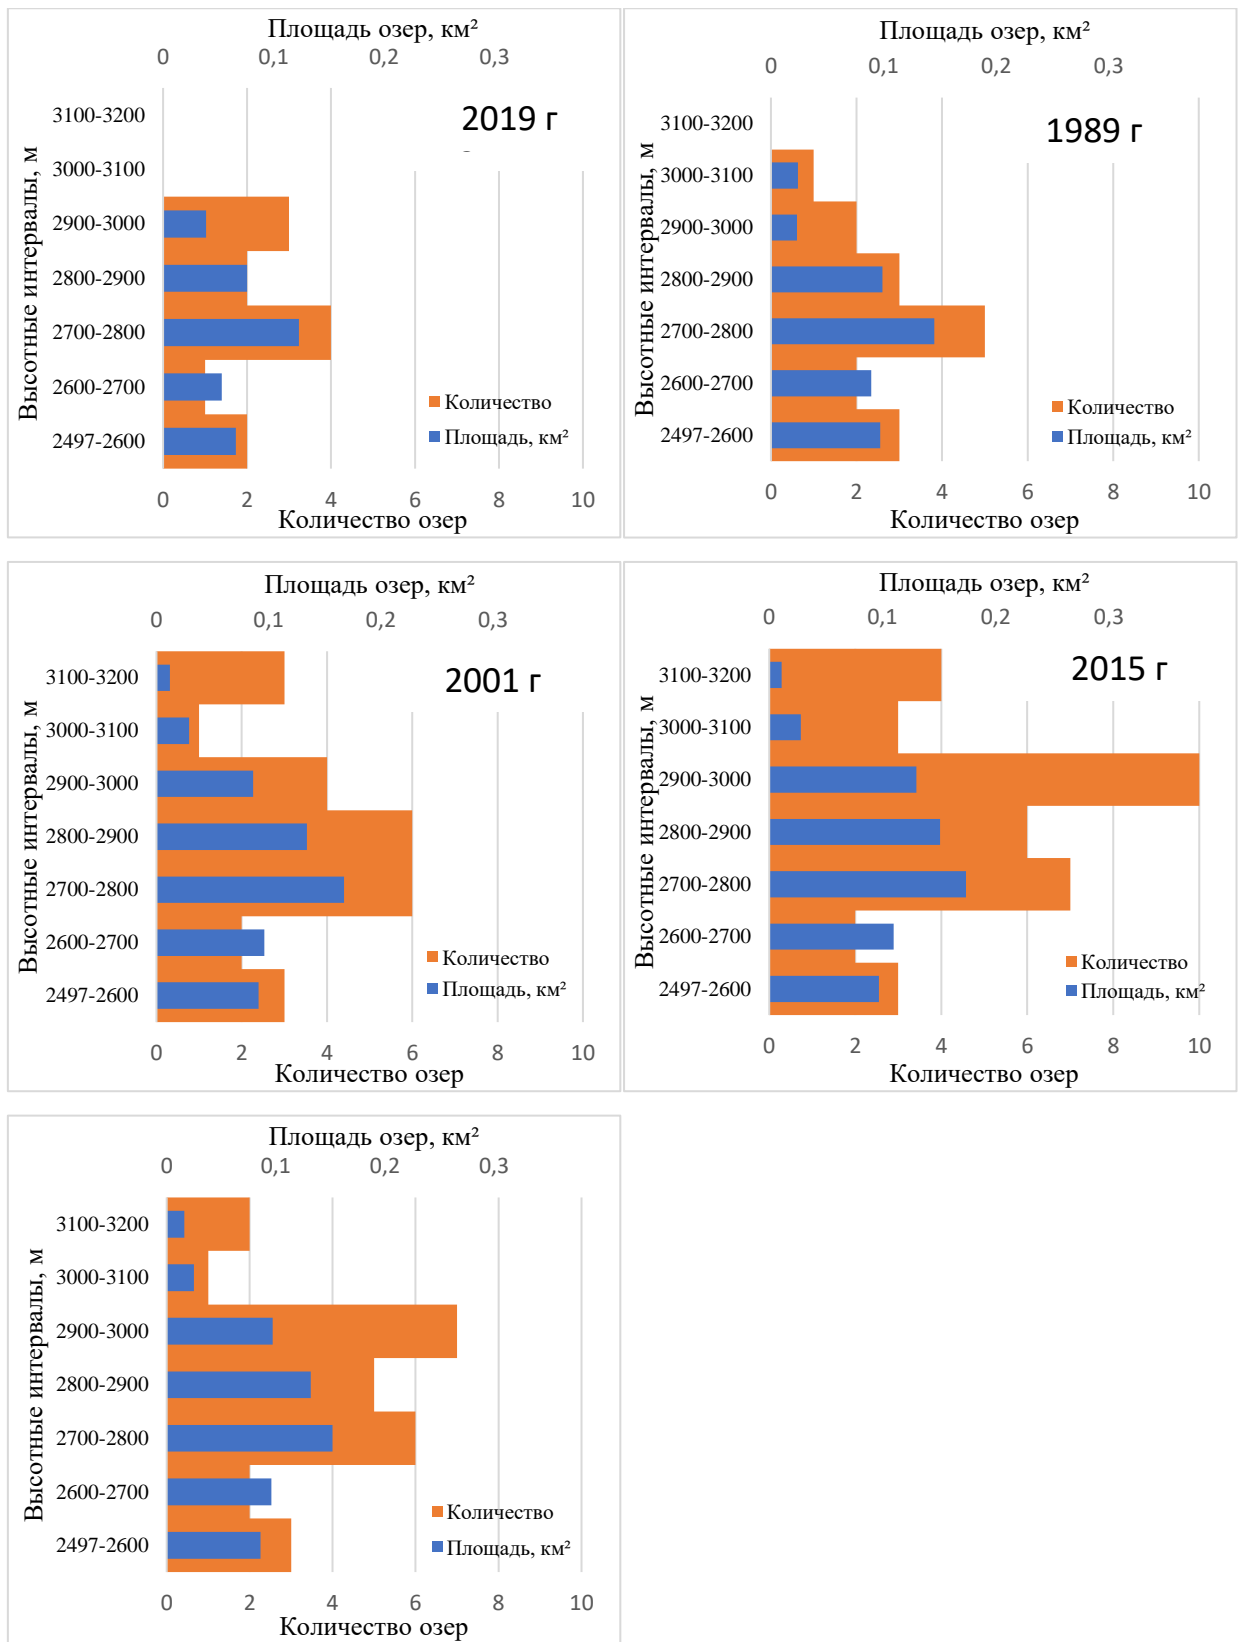 Площадь озер, км²
0 0,1 0,2 0,3
2019 г
Высотные интервалы, м
3100-3200
3000-3100
2900-3000
2800-2900
2700-2800
2600-2700
2497-2600
Количество
Площадь, км²
0 2 4 6 8 10
Количество озер
Площадь озер, км²
0 0,1 0,2 0,3
1989 г
Высотные интервалы, м
3100-3200
3000-3100
2900-3000
2800-2900
2700-2800
2600-2700
2497-2600
Количество
Площадь, км²
0 2 4 6 8 10
Количество озер
Площадь озер, км²
0 0,1 0,2 0,3
2001 г
Высотные интервалы, м
3100-3200
3000-3100
2900-3000
2800-2900
2700-2800
2600-2700
2497-2600
Количество
Площадь, км²
0 2 4 6 8 10
Количество озер
Площадь озер, км²
0 0,1 0,2 0,3
2015 г
Высотные интервалы, м
3100-3200
3000-3100
2900-3000
2800-2900
2700-2800
2600-2700
2497-2600
Количество
Площадь, км²
0 2 4 6 8 10
Количество озер
Площадь озер, км²
0 0,1 0,2 0,3
Высотные интервалы, м
3100-3200
3000-3100
2900-3000
2800-2900
2700-2800
2600-2700
2497-2600
Количество
Площадь, км²
0 2 4 6 8 10
Количество озер